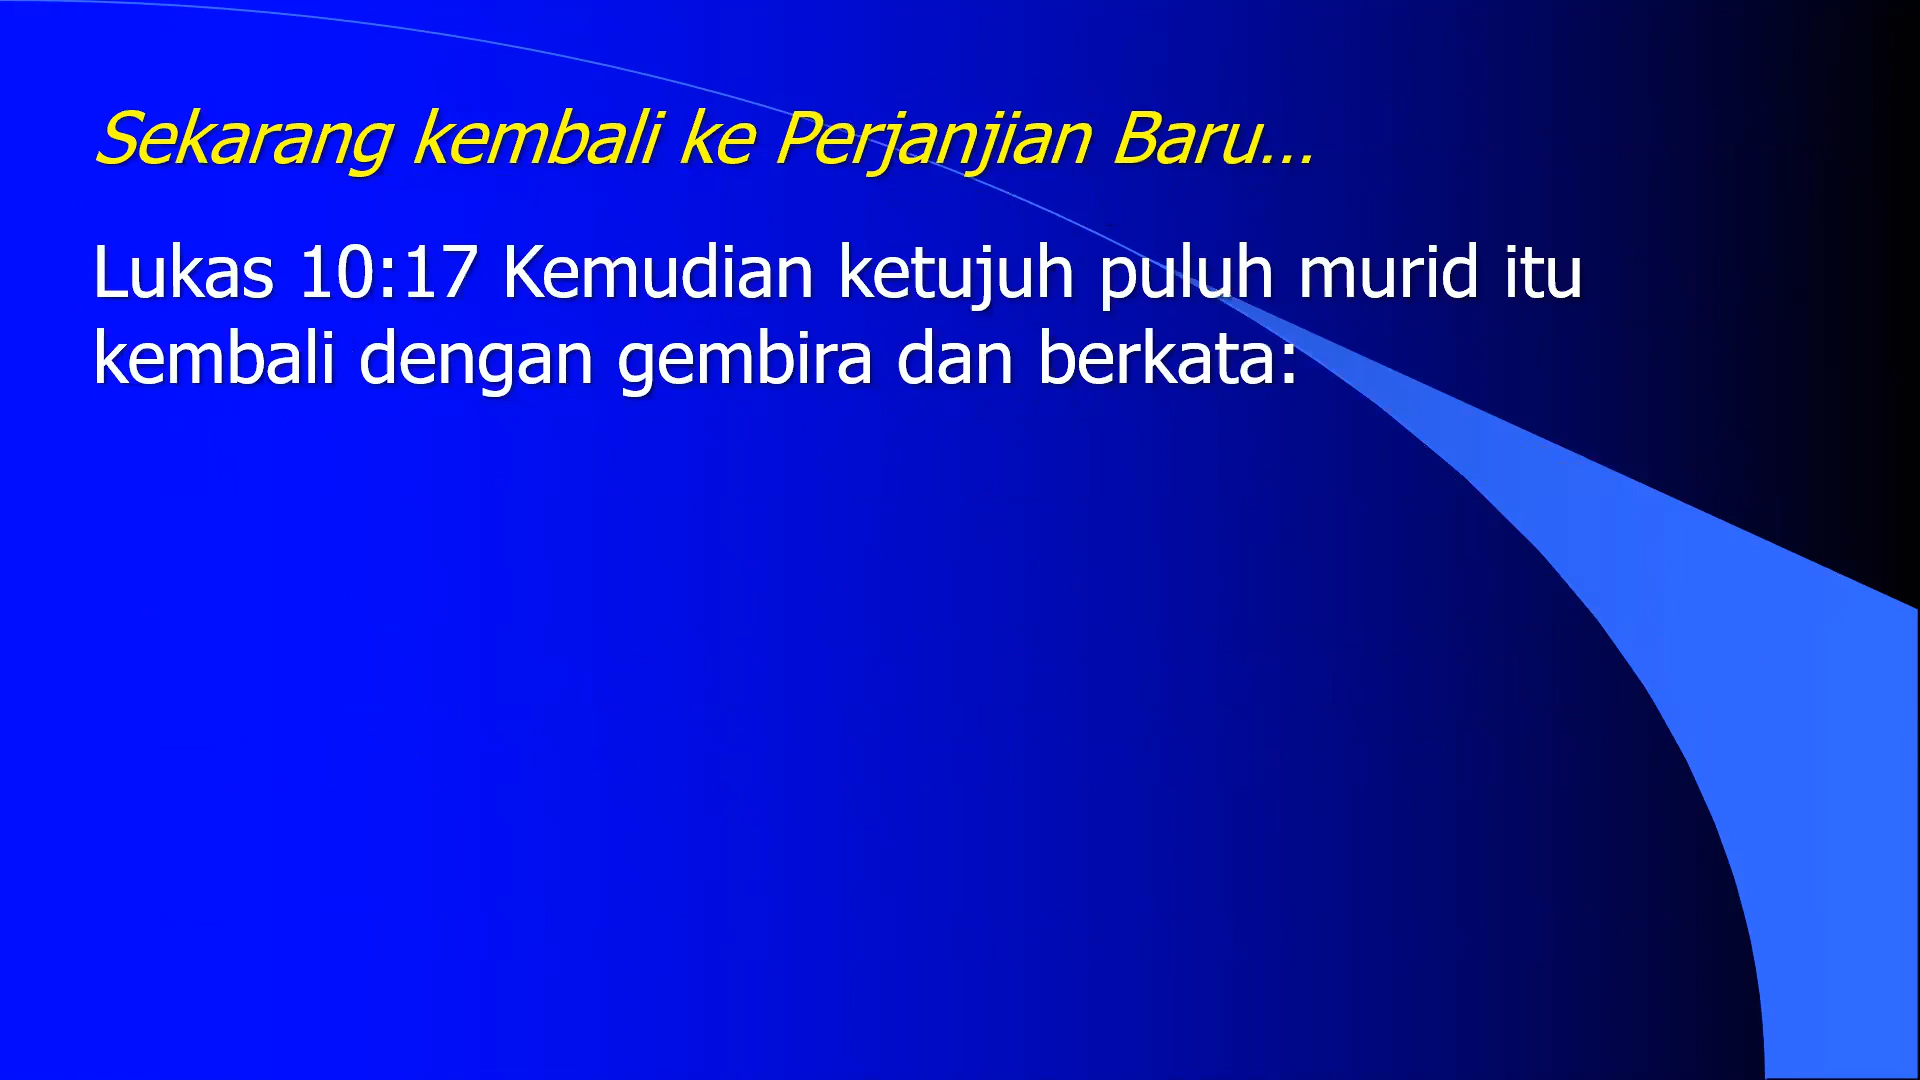 Sekarang kembali ke Perjanjian Baru...
Lukas 10:17 Kemudian ketujuh puluh murid itu
kembali dengan gembira dan berkata: